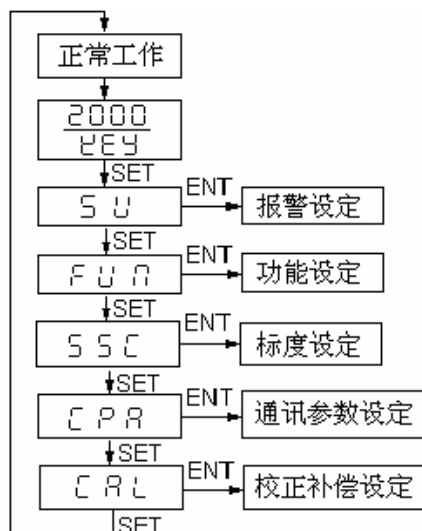 正常工作
2000
KEY
SET
SU ENT 报警设定
SET
FUN ENT 功能设定
SET
SSC ENT 标度设定
SET
CPA ENT 通讯参数设定
SET
CAL ENT 校正补偿设定
SET